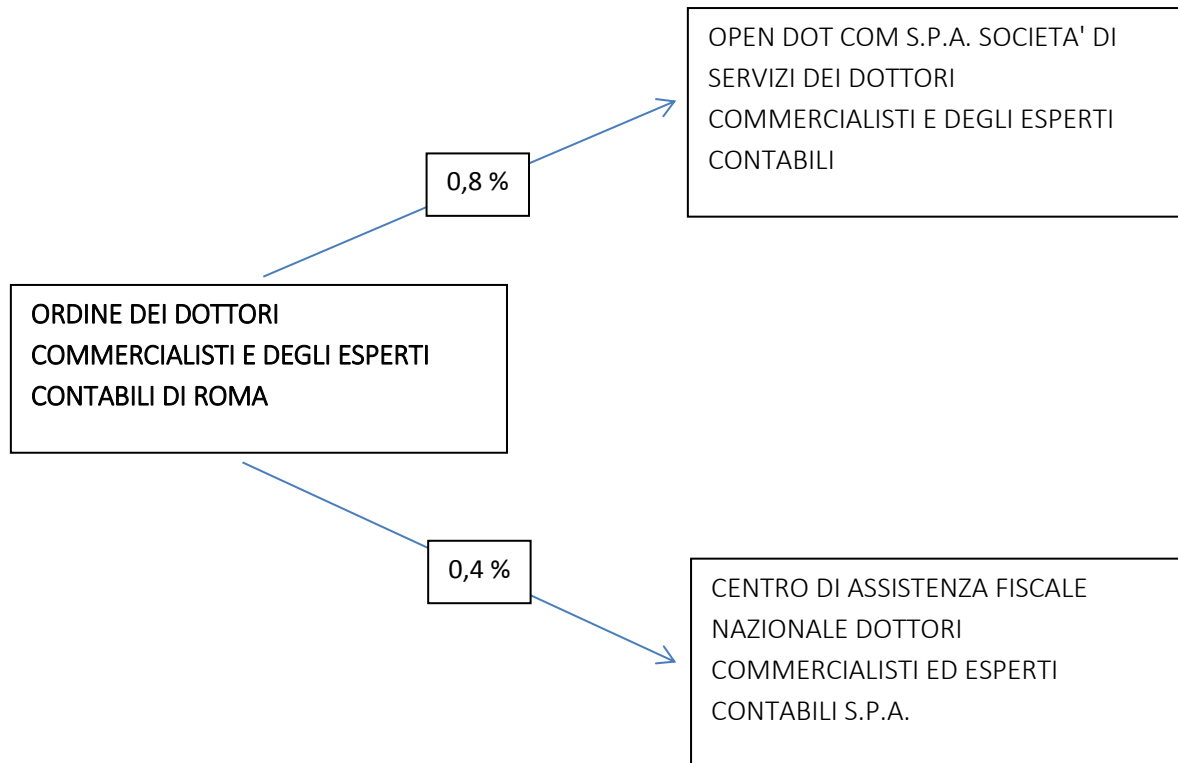 OPEN DOT COM S.P.A. SOCIETA' DI
SERVIZI DEI DOTTORI
COMMERCIALISTI E DEGLI ESPERTI
CONTABILI
0,8 %
ORDINE DEI DOTTORI
COMMERCIALISTI E DEGLI ESPERTI
CONTABILI DI ROMA
0,4 %
CENTRO DI ASSISTENZA FISCALE
NAZIONALE DOTTORI
COMMERCIALISTI ED ESPERTI
CONTABILI S.P.A.